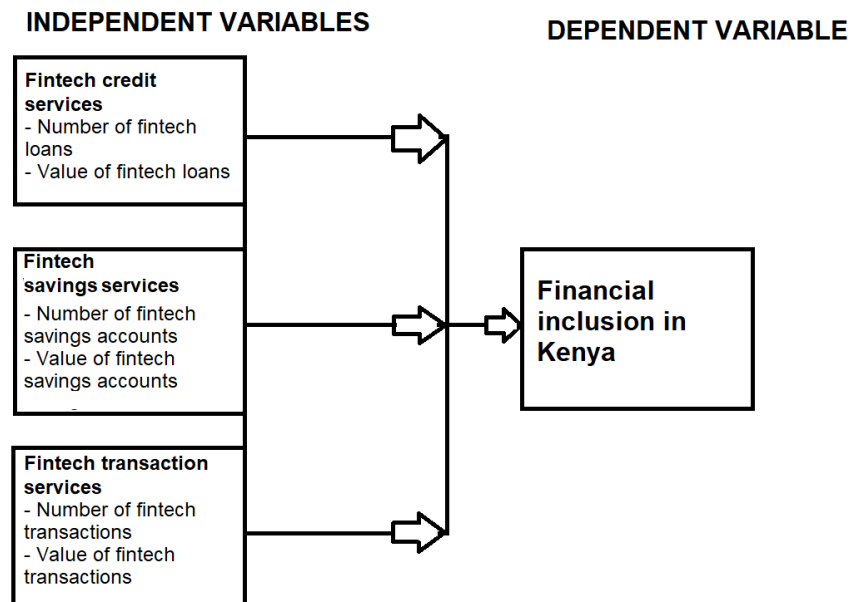 INDEPENDENT VARIABLES
DEPENDENT VARIABLE
Fintech credit
services
- Number of fintech
loans
- Value of fintech loans
Fintech
savings services
- Number of fintech
savings accounts
- Value of fintech
savings accounts
Fintech transaction
services
- Number of fintech
transactions
- Value of fintech
transactions
Financial
inclusion in
Kenya